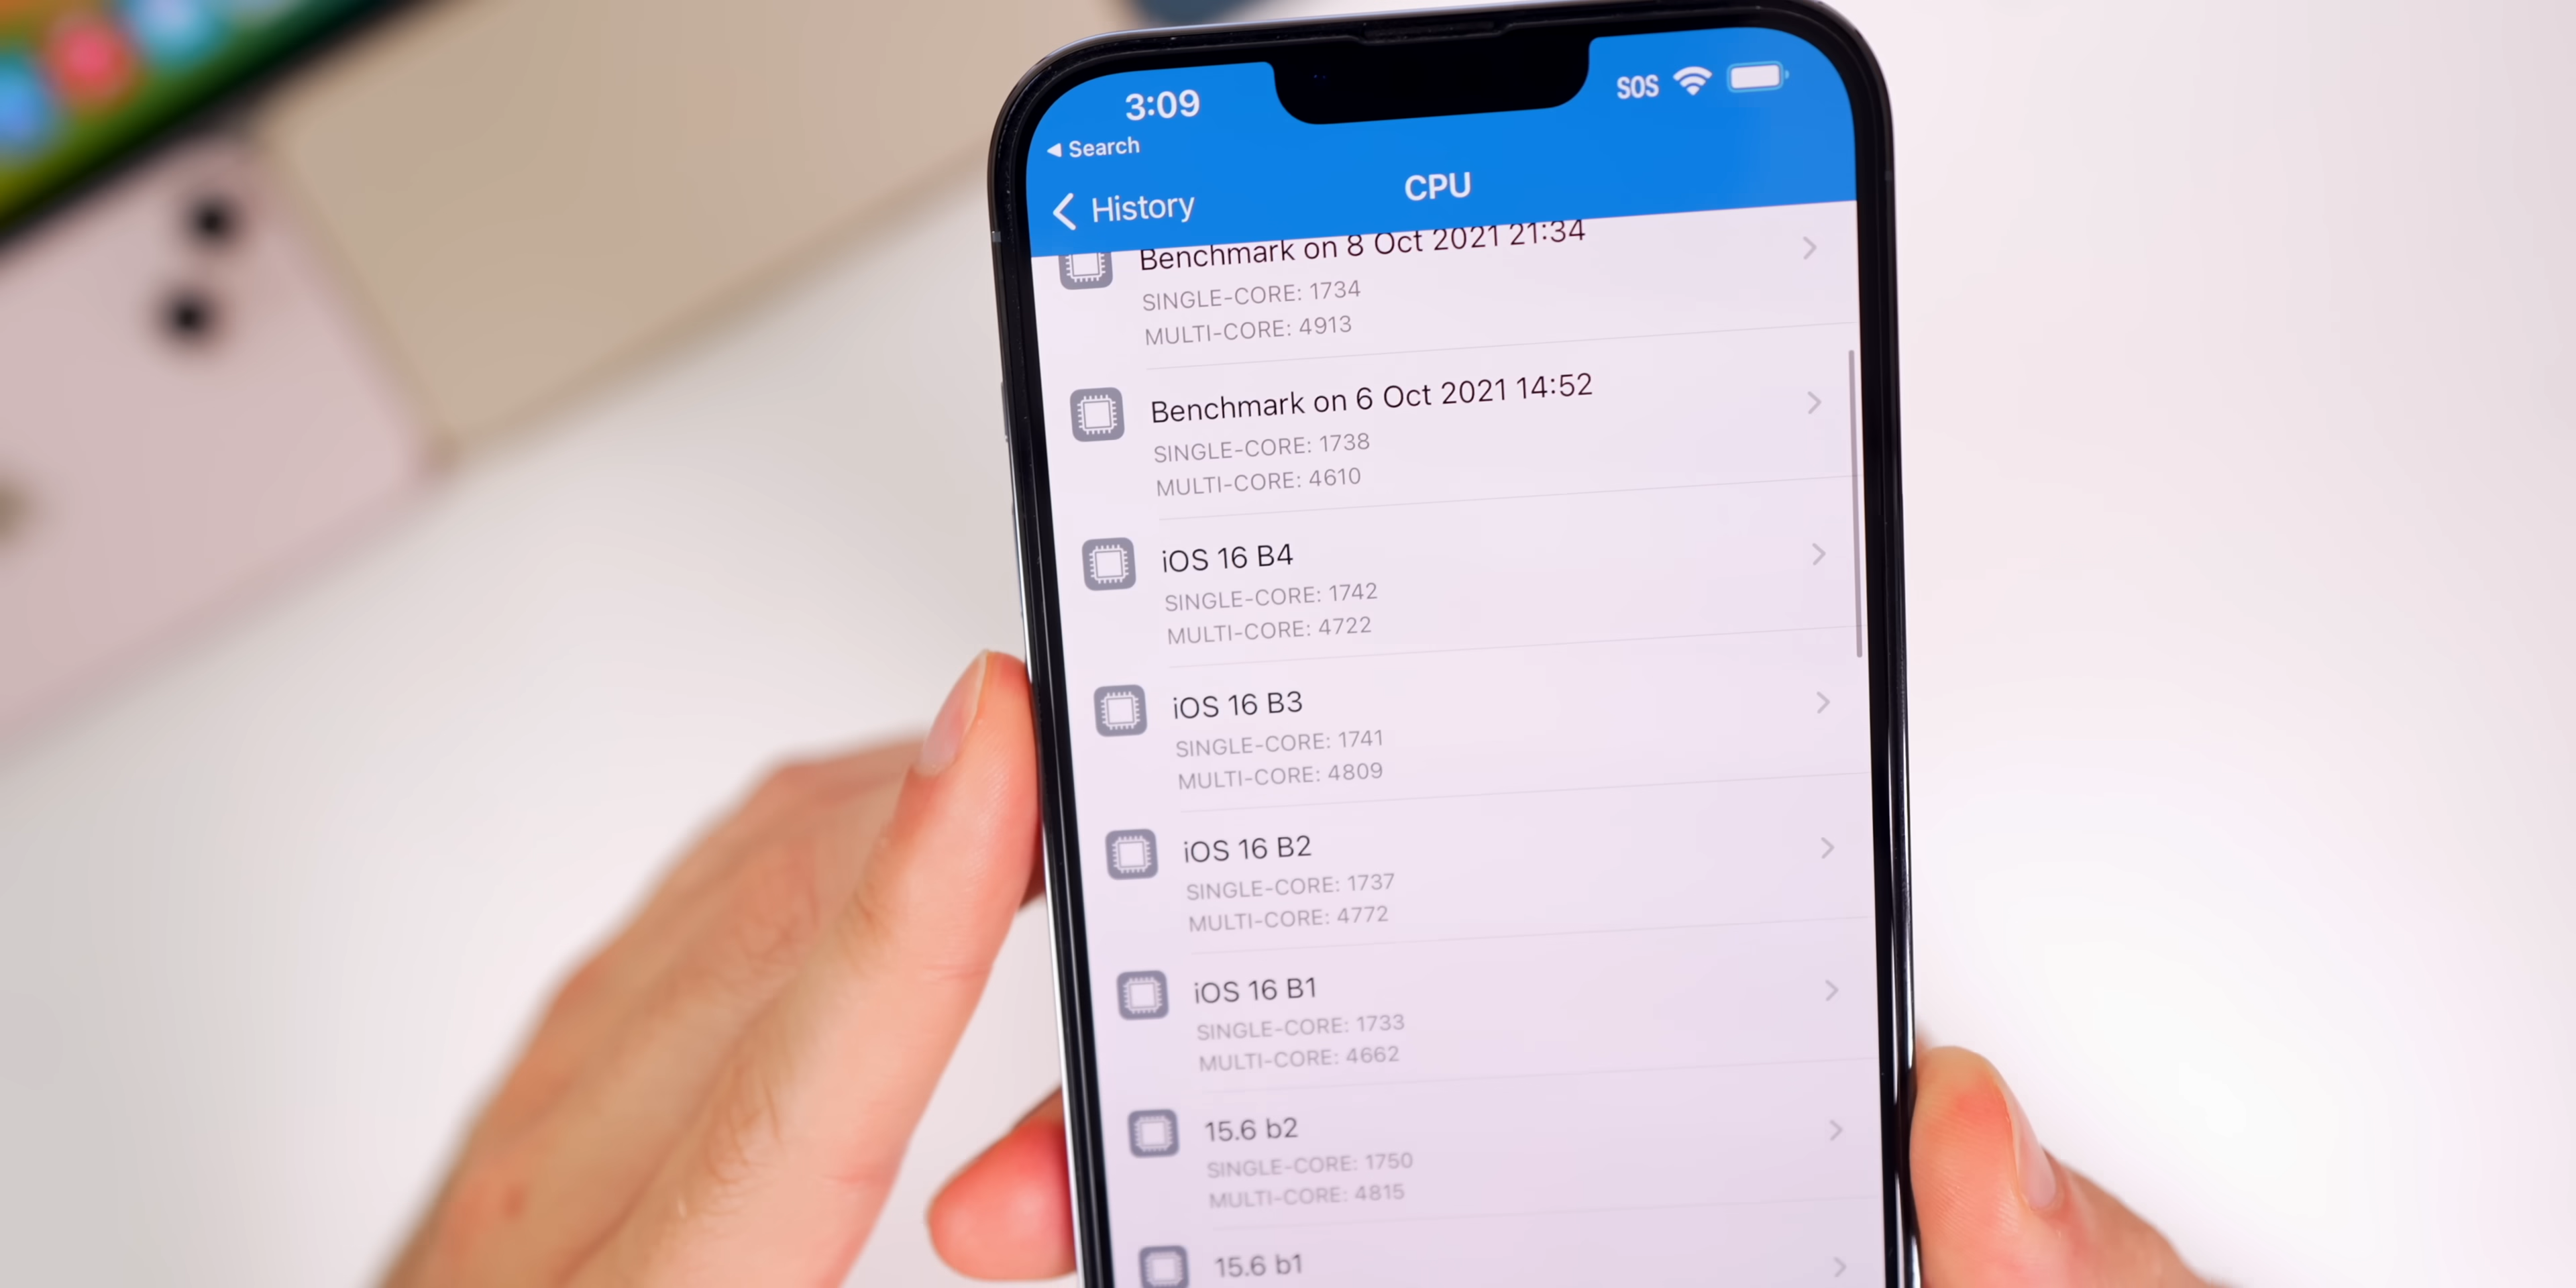 3:09
SOS
Search
History
CPU
Benchmark on 8 Oct 2021 21:34
SINGLE-CORE: 1734
MULTI-CORE: 4913
Benchmark on 6 Oct 2021 14:52
SINGLE-CORE: 1738
MULTI-CORE: 4610
iOS 16 B4
SINGLE-CORE: 1742
MULTI-CORE: 4722
iOS 16 B3
SINGLE-CORE: 1741
MULTI-CORE: 4809
iOS 16 B2
SINGLE-CORE: 1737
MULTI-CORE: 4772
iOS 16 B1
SINGLE-CORE: 1733
MULTI-CORE: 4662
15.6 b2
SINGLE-CORE: 1750
MULTI-CORE: 4815
15.6 b1